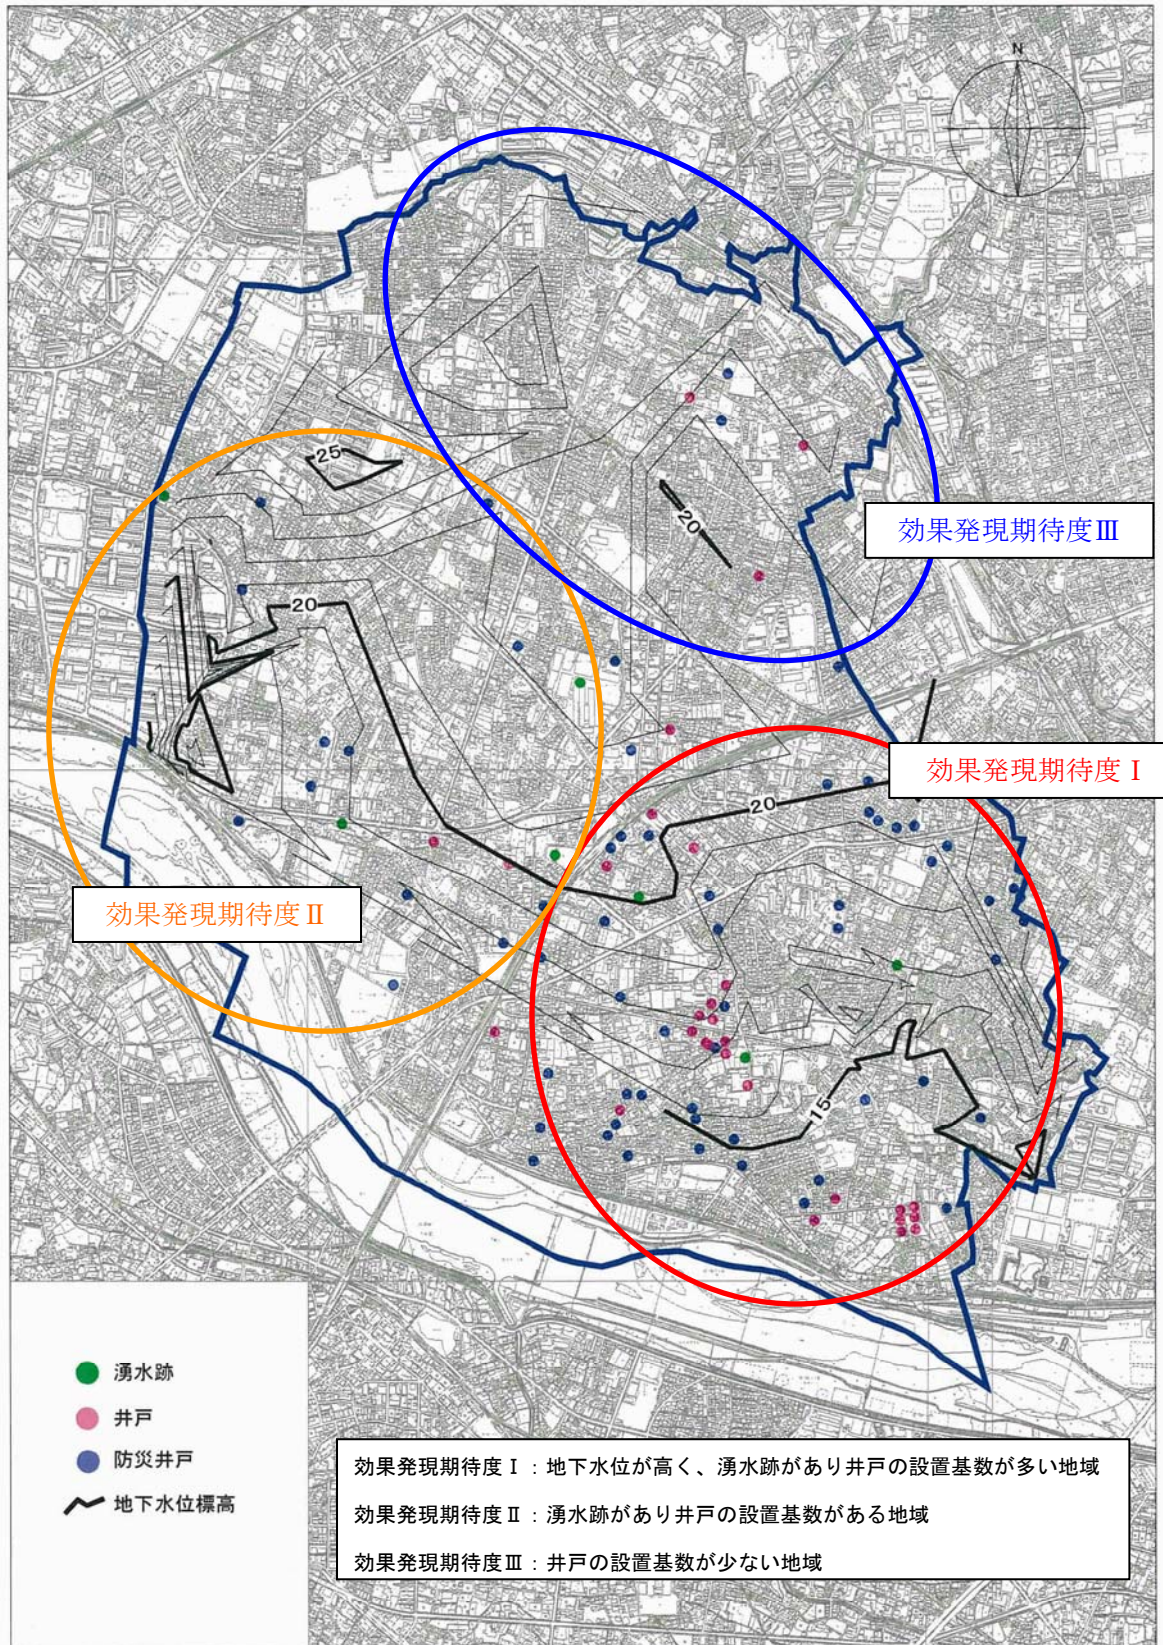 N
25
20
効果発現期待度Ⅲ
20
効果発現期待度Ⅰ
20
効果発現期待度Ⅱ
15
湧水跡
井戸
防災井戸
地下水位標高
効果発現期待度Ⅰ:地下水位が高く、湧水跡があり井戸の設置基数が多い地域
効果発現期待度Ⅱ:湧水跡があり井戸の設置基数がある地域
効果発現期待度Ⅲ:井戸の設置基数が少ない地域